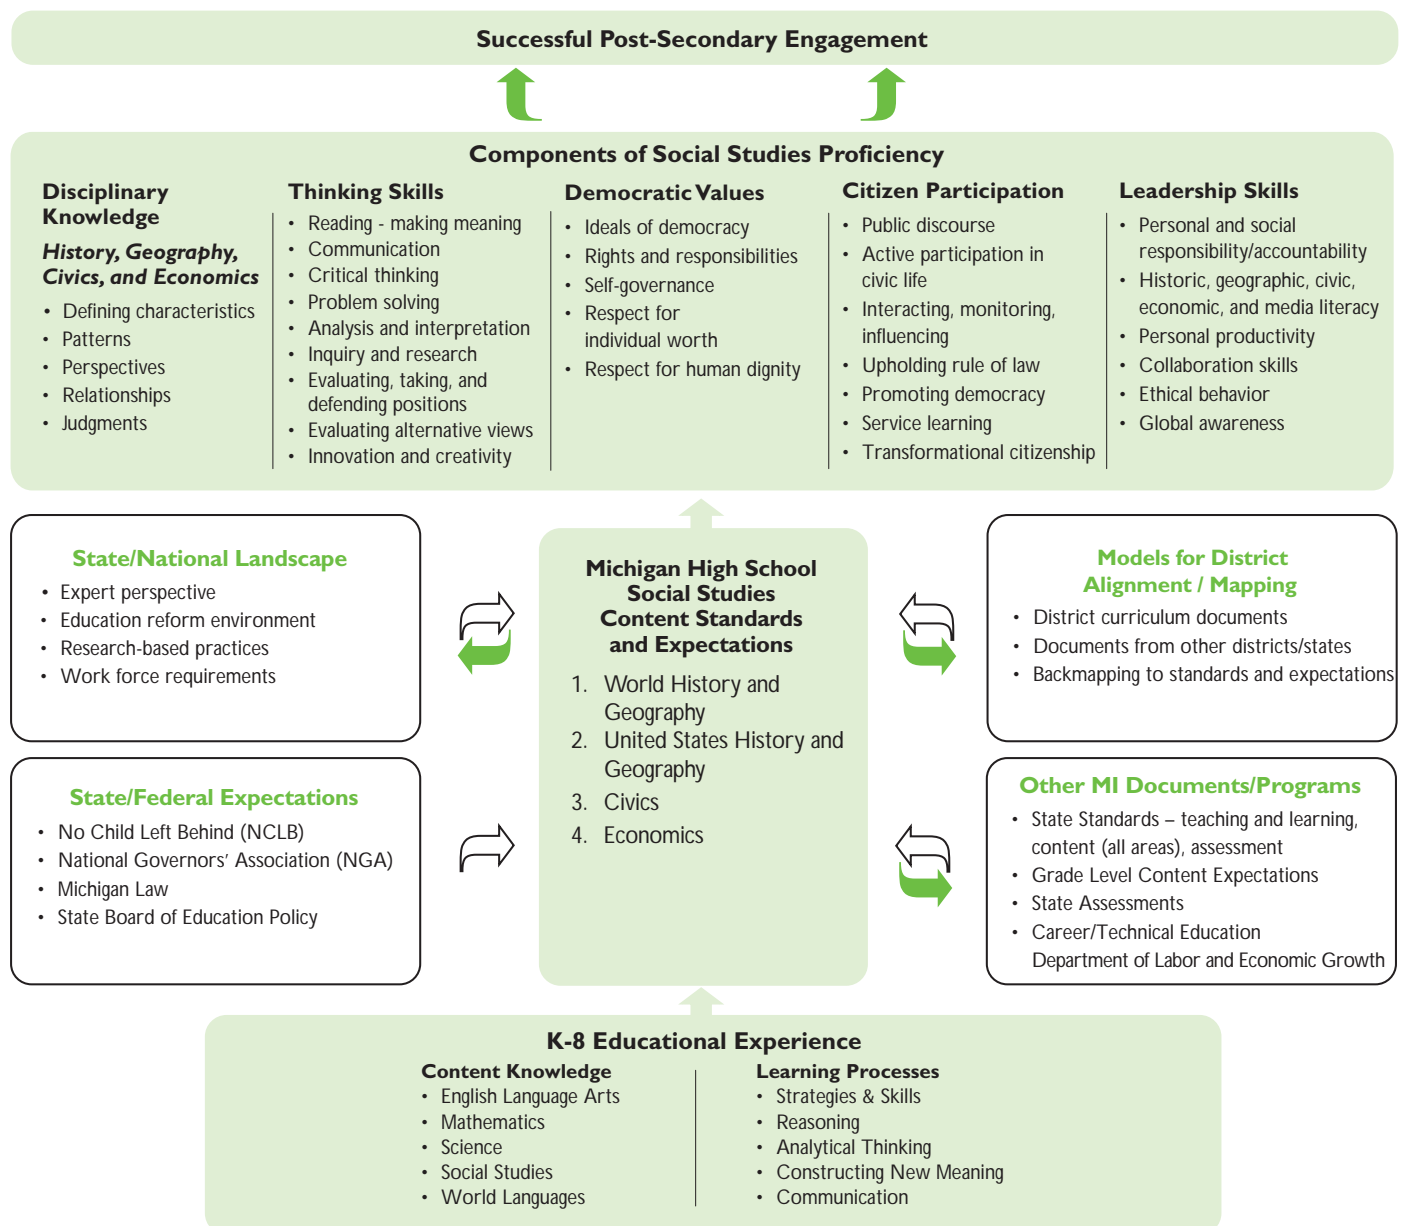 Successful Post-Secondary Engagement
Components of Social Studies Proficiency
Disciplinary
Knowledge
History, Geography,
Civics, and Economics
• Defining characteristics
• Patterns
• Perspectives
• Relationships
• Judgments
Thinking Skills
• Reading - making meaning
• Communication
• Critical thinking
• Problem solving
• Analysis and interpretation
• Inquiry and research
• Evaluating, taking, and
defending positions
• Evaluating alternative views
• Innovation and creativity
Democratic Values
• Ideals of democracy
• Rights and responsibilities
• Self-governance
• Respect for
individual worth
• Respect for human dignity
Citizen Participation
• Public discourse
• Active participation in
civic life
• Interacting, monitoring,
influencing
• Upholding rule of law
• Promoting democracy
• Service learning
• Transformational citizenship
Leadership Skills
• Personal and social
responsibility/accountability
• Historic, geographic, civic,
economic, and media literacy
• Personal productivity
• Collaboration skills
• Ethical behavior
• Global awareness
State/National Landscape
• Expert perspective
• Education reform environment
• Research-based practices
• Work force requirements
State/Federal Expectations
• No Child Left Behind (NCLB)
• National Governors' Association (NGA)
• Michigan Law
• State Board of Education Policy
Michigan High School
Social Studies
Content Standards
and Expectations
1. World History and
Geography
2. United States History and
Geography
3. Civics
4. Economics
Models for District
Alignment / Mapping
• District curriculum documents
• Documents from other districts/states
• Backmapping to standards and expectations
Other MI Documents/Programs
• State Standards – teaching and learning,
content (all areas), assessment
• Grade Level Content Expectations
• State Assessments
• Career/Technical Education
Department of Labor and Economic Growth
K-8 Educational Experience
Content Knowledge
• English Language Arts
• Mathematics
• Science
• Social Studies
• World Languages
Learning Processes
• Strategies & Skills
• Reasoning
• Analytical Thinking
• Constructing New Meaning
• Communication